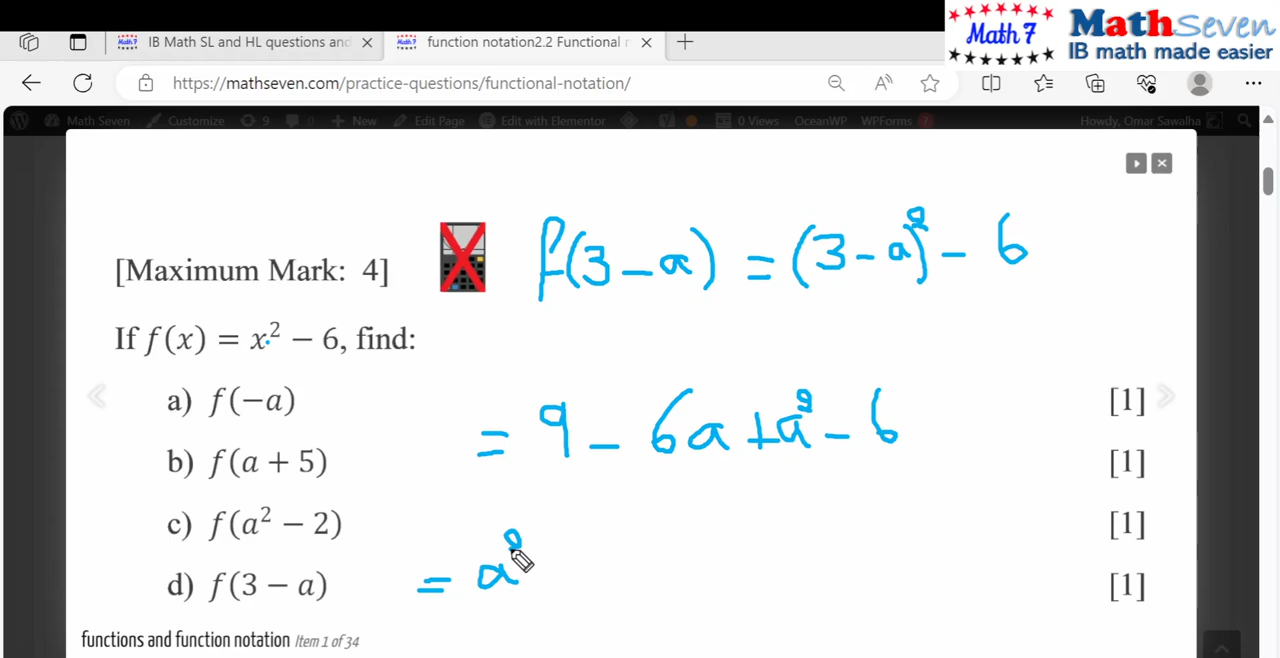 Math 7
MathSeven
IB math made easier
IB Math SL and HL questions and
function notation2.2 Functional r
https://mathseven.com/practice-questions/functional-notation/
Math Seven Customize 9 0 New Edit Page Edit with Elementor 0 Views OceanWP WPForms Howdy, Omar Sawalha
[Maximum Mark: 4]
f(3 - a) = (3 - a)² - 6
If f(x) = x² − 6, find:
a) f(−a) [1]
= 9 - 6a + a² - 6
b) f(a + 5) [1]
c) f(a² − 2) [1]
d) f(3 − a) [1]
= a²
functions and function notation Item 1 of 34